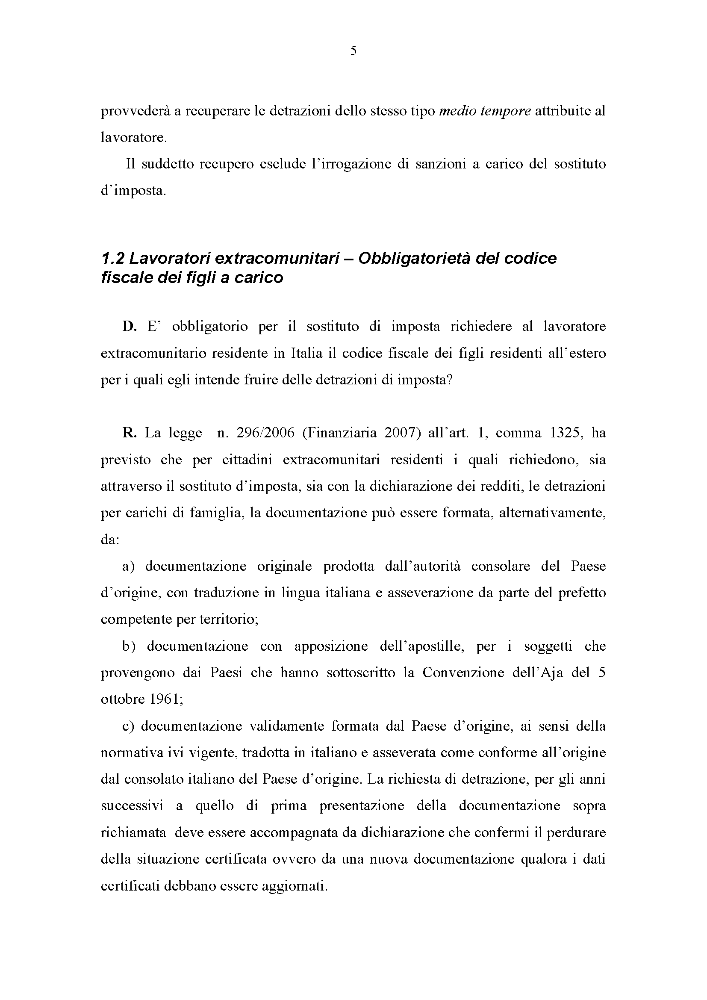 5
provvederà a recuperare le detrazioni dello stesso tipo medio tempore attribuite al
lavoratore.
Il suddetto recupero esclude l’irrogazione di sanzioni a carico del sostituto
d’imposta.
1.2 Lavoratori extracomunitari – Obbligatorietà del codice
fiscale dei figli a carico
D. E’ obbligatorio per il sostituto di imposta richiedere al lavoratore
extracomunitario residente in Italia il codice fiscale dei figli residenti all’estero
per i quali egli intende fruire delle detrazioni di imposta?
R. La legge n. 296/2006 (Finanziaria 2007) all’art. 1, comma 1325, ha
previsto che per cittadini extracomunitari residenti i quali richiedono, sia
attraverso il sostituto d’imposta, sia con la dichiarazione dei redditi, le detrazioni
per carichi di famiglia, la documentazione può essere formata, alternativamente,
da:
a) documentazione originale prodotta dall’autorità consolare del Paese
d’origine, con traduzione in lingua italiana e asseverazione da parte del prefetto
competente per territorio;
b) documentazione con apposizione dell’apostille, per i soggetti che
provengono dai Paesi che hanno sottoscritto la Convenzione dell’Aja del 5
ottobre 1961;
c) documentazione validamente formata dal Paese d’origine, ai sensi della
normativa ivi vigente, tradotta in italiano e asseverata come conforme all’origine
dal consolato italiano del Paese d’origine. La richiesta di detrazione, per gli anni
successivi a quello di prima presentazione della documentazione sopra
richiamata deve essere accompagnata da dichiarazione che confermi il perdurare
della situazione certificata ovvero da una nuova documentazione qualora i dati
certificati debbano essere aggiornati.